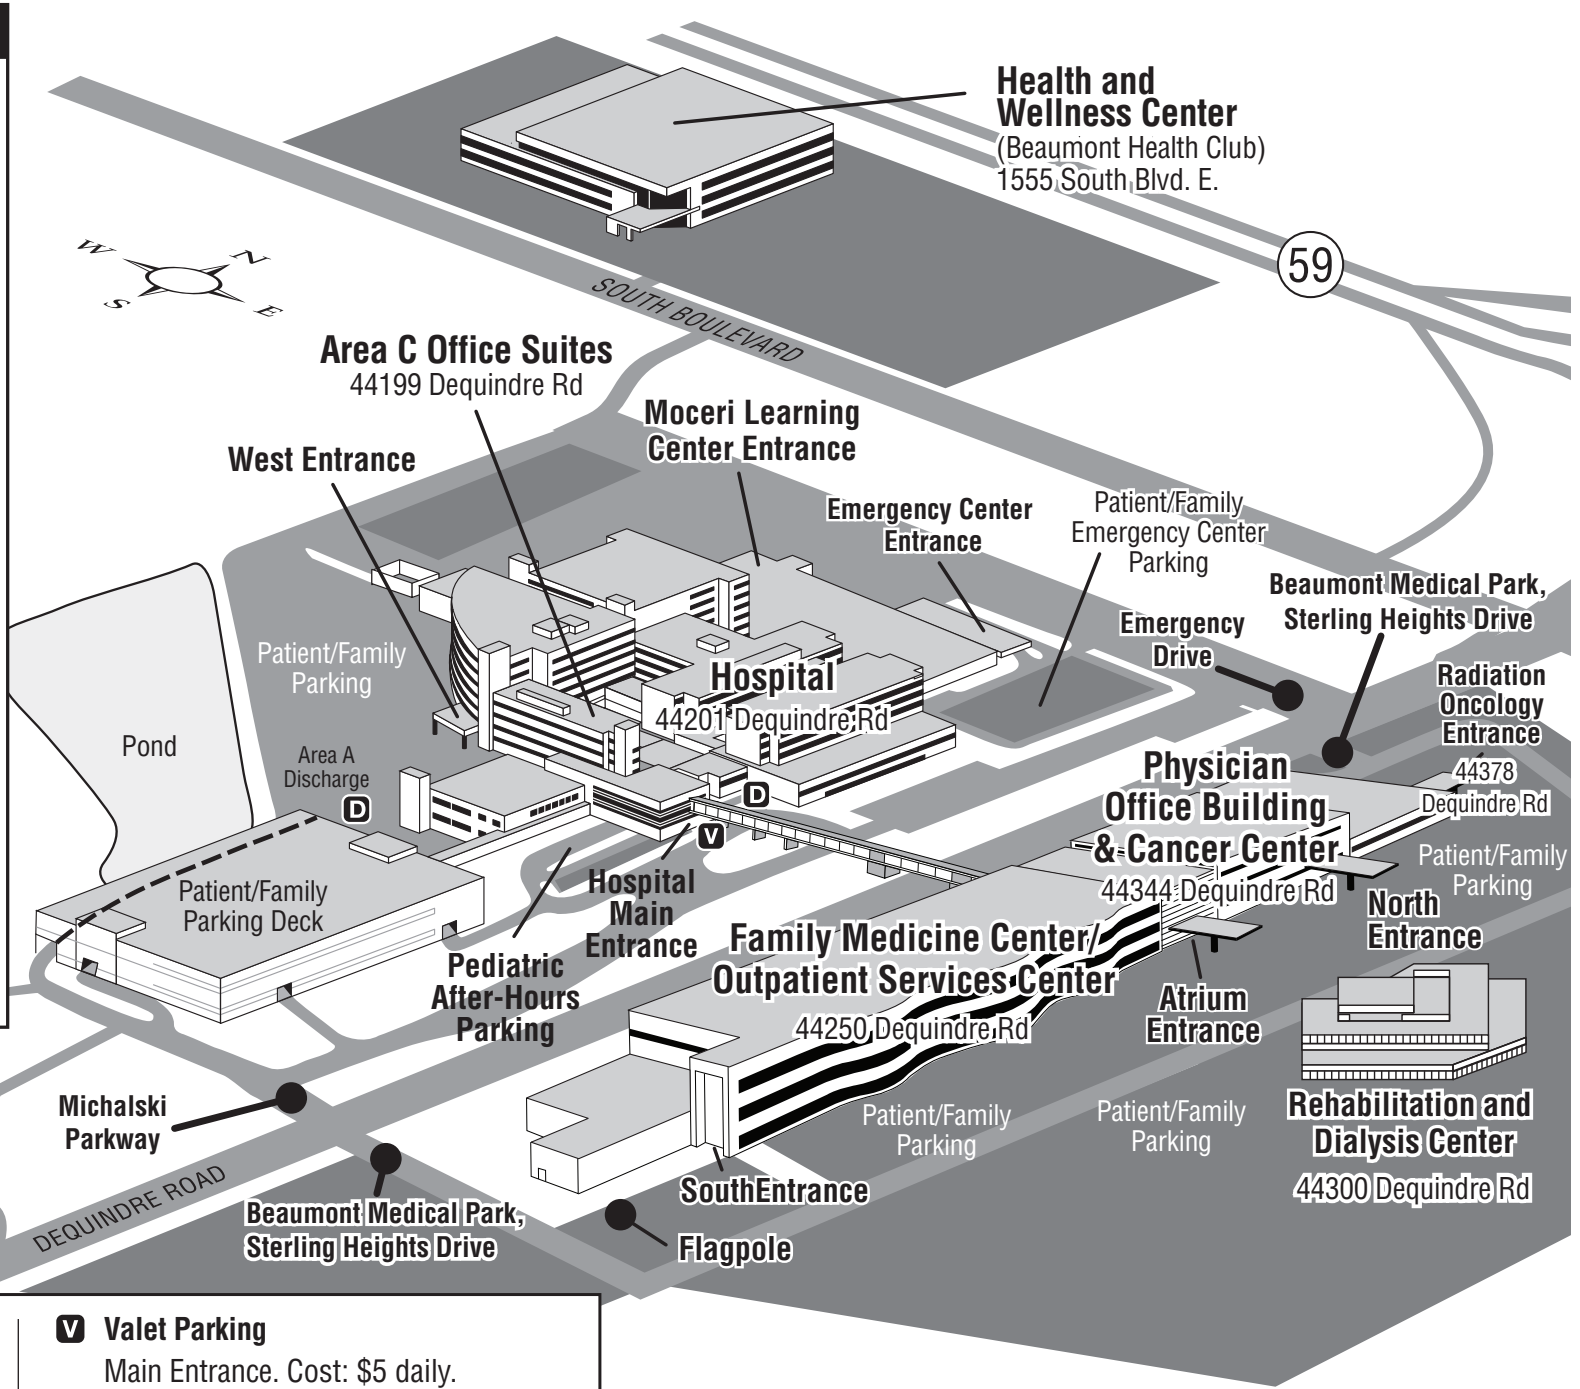 Health and
Wellness Center
(Beaumont Health Club)
1555 South Blvd. E.
59
W
N
S
E
SOUTH BOULEVARD
Area C Office Suites
44199 Dequindre Rd
Moceri Learning
Center Entrance
West Entrance
Emergency Center
Entrance
Patient/Family
Emergency Center
Parking
Beaumont Medical Park,
Sterling Heights Drive
Emergency
Drive
Patient/Family
Parking
Hospital
44201 Dequindre Rd
Radiation
Oncology
Entrance
44378
Dequindre Rd
Pond
Area A
Discharge
D
D
V
Physician
Office Building
& Cancer Center
44344 Dequindre Rd
Patient/Family
Parking
Patient/Family
Parking Deck
Hospital
Main
Entrance
North
Entrance
Family Medicine Center/
Outpatient Services Center
44250 Dequindre Rd
Pediatric
After-Hours
Parking
Atrium
Entrance
Michalski
Parkway
Patient/Family
Parking
Patient/Family
Parking
Rehabilitation and
Dialysis Center
44300 Dequindre Rd
DEQUINDRE ROAD
SouthEntrance
Beaumont Medical Park,
Sterling Heights Drive
Flagpole
V Valet Parking
Main Entrance. Cost: $5 daily.